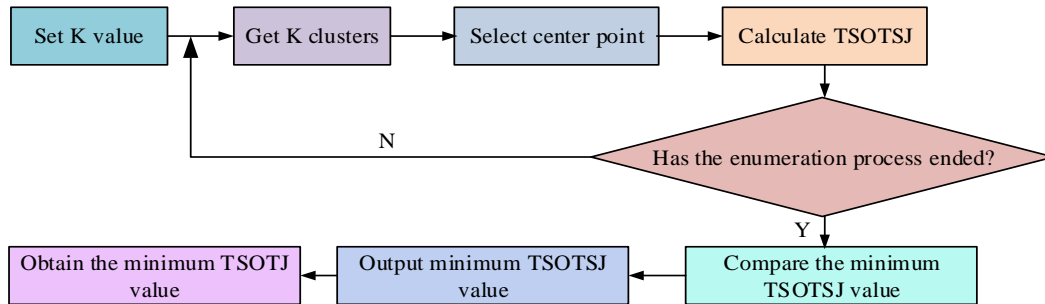 Set K value
Get K clusters
Select center point
Calculate TSOTSJ
N
Has the enumeration process ended?
Y
Obtain the minimum TSOTJ
value
Output minimum TSOTSJ
value
Compare the minimum
TSOTSJ value